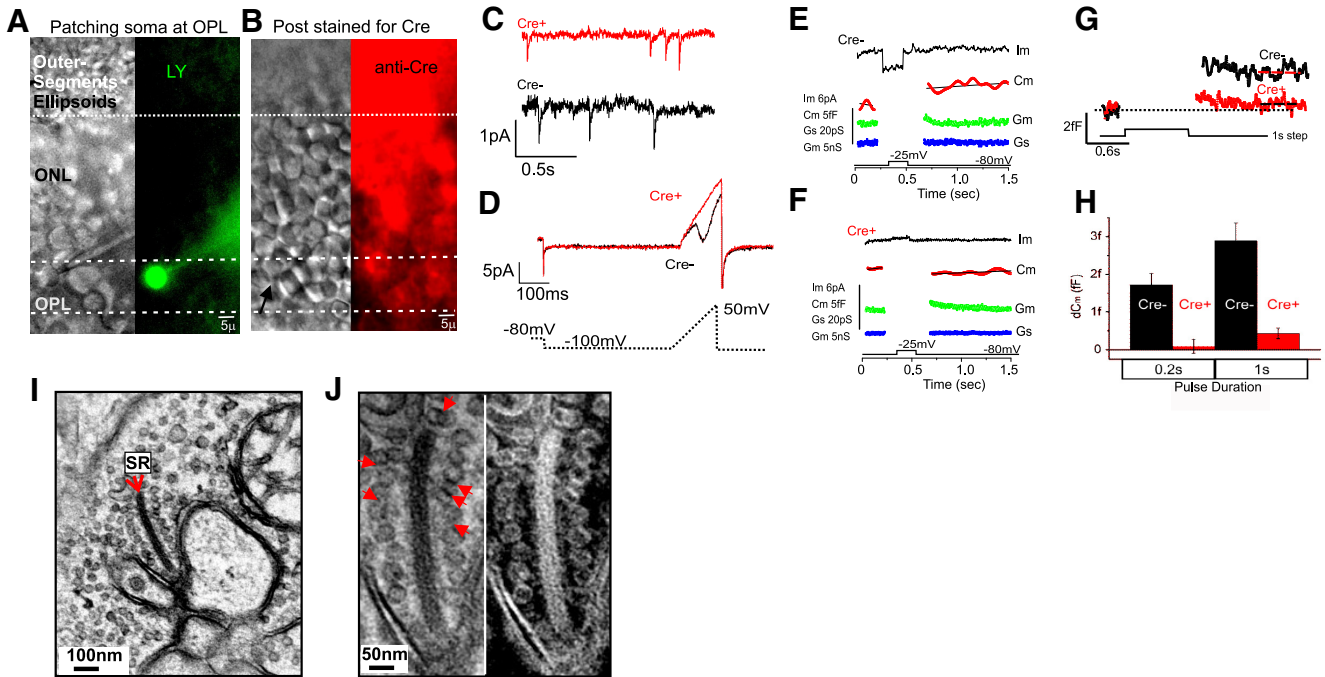 A
Patching soma at OPL
Outer-
Segments
Ellipsoids
LY
ONL
OPL
5µ
B
Post stained for Cre
anti-Cre
5µ
C
Cre+
Cre-
1pA
0.5s
D
Cre+
Cre-
5pA
100ms
-80mV
-100mV
50mV
E
Cre-
Im
Cm
Im 6pA
Cm 5fF
Gs 20pS
Gm 5nS
Gm
Gs
-25mV
-80mV
0 0.5 1.0 1.5
Time (sec)
F
Cre+
Im
Cm
Im 6pA
Cm 5fF
Gs 20pS
Gm 5nS
Gm
Gs
-25mV
-80mV
0 0.5 1.0 1.5
Time (sec)
G
Cre-
Cre+
2fF
0.6s
1s step
H
dCm (fF)
3f
2f
1f
0
Cre-
Cre+
Cre-
Cre+
0.2s
1s
Pulse Duration
I
SR
100nm
J
50nm